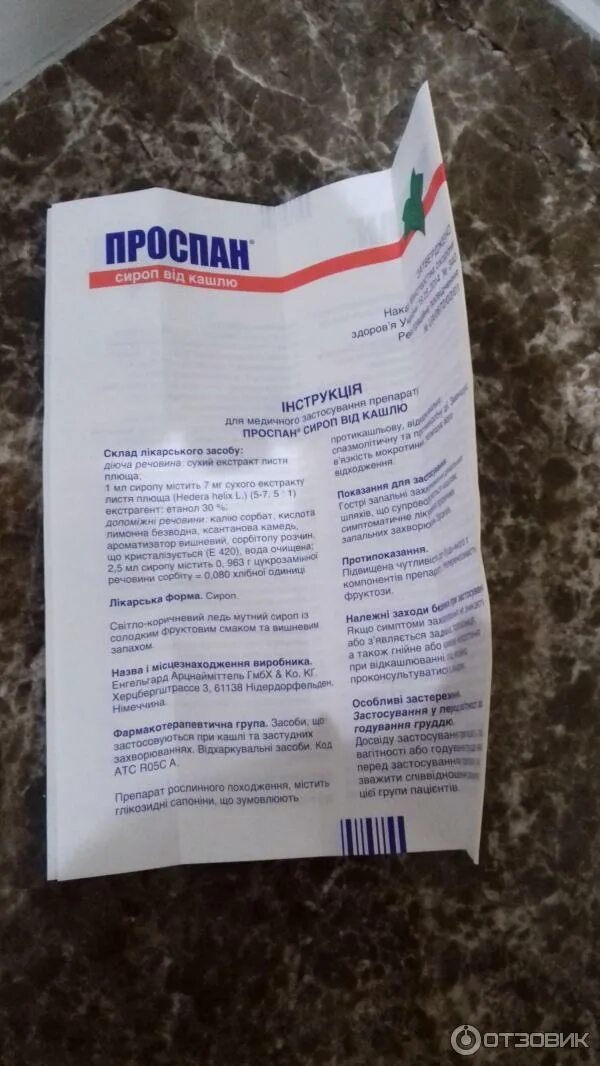 ПРОСПАН®
сироп від кашлю
ЗАТВЕРДЖЕНО
Нака
здоров'я Ук
ІНСТРУКЦІЯ
для медичного застосування препарату
ПРОСПАН® СИРОП ВІД КАШЛЮ
Склад лікарського засобу:
діюча речовина: сухий екстракт листя
плюща:
1 мл сиропу містить 7 мг сухого екстракту
листя плюща (Hedera helix L.) (5-7, 5 : 1)
екстрагент: етанол 30 %:
допоміжні речовини: калію сорбат, кислота
лимонна безводна, ксантанова камедь,
ароматизатор вишневий, сорбітолу розчин,
що кристалізується (Е 420), вода очищена;
2,5 мл сиропу містить 0, 963 г цукрозамінної
речовини сорбіту = 0,080 хлібної одиниці
Лікарська форма. Сироп.
Світло-коричневий ледь мутний сироп із
солодким фруктовим смаком та вишневим
запахом.
Назва і місцезнаходження виробника.
Енгельгард Арцнайміттель ГмбХ & Ко. КГ.
Херцбергштрассе 3, 61138 Нідердорфельден,
Німеччина.
Фармакотерапевтична група. Засоби, що
застосовуються при кашлі та застудних
захворюваннях. Відхаркувальні засоби. Код
АТС R05C A.
Препарат рослинного походження, містить
глікозидні сапоніни, що зумовлюють
протикашльову,
спазмолітичну та
в'язкість мокротиння
відходження.
Показання для застосування
Гострі запальні
шляхів, що супроводжуються
симптоматичне
запальних захворювань
Протипоказання.
Підвищена чутливість
компонентів препарату
фруктози.
Належні заходи безпеки при застосуванні
Якщо симптоми
або з'являється задишка,
а також гнійне або
при відкашлюванні,
проконсультуватись
Особливі застереження
Застосування у період
годування груддю.
Досвіду застосування
вагітності або годування
перед застосуванням
зважити співвідношення
цієї групи пацієнтів.
ОТЗОВИК